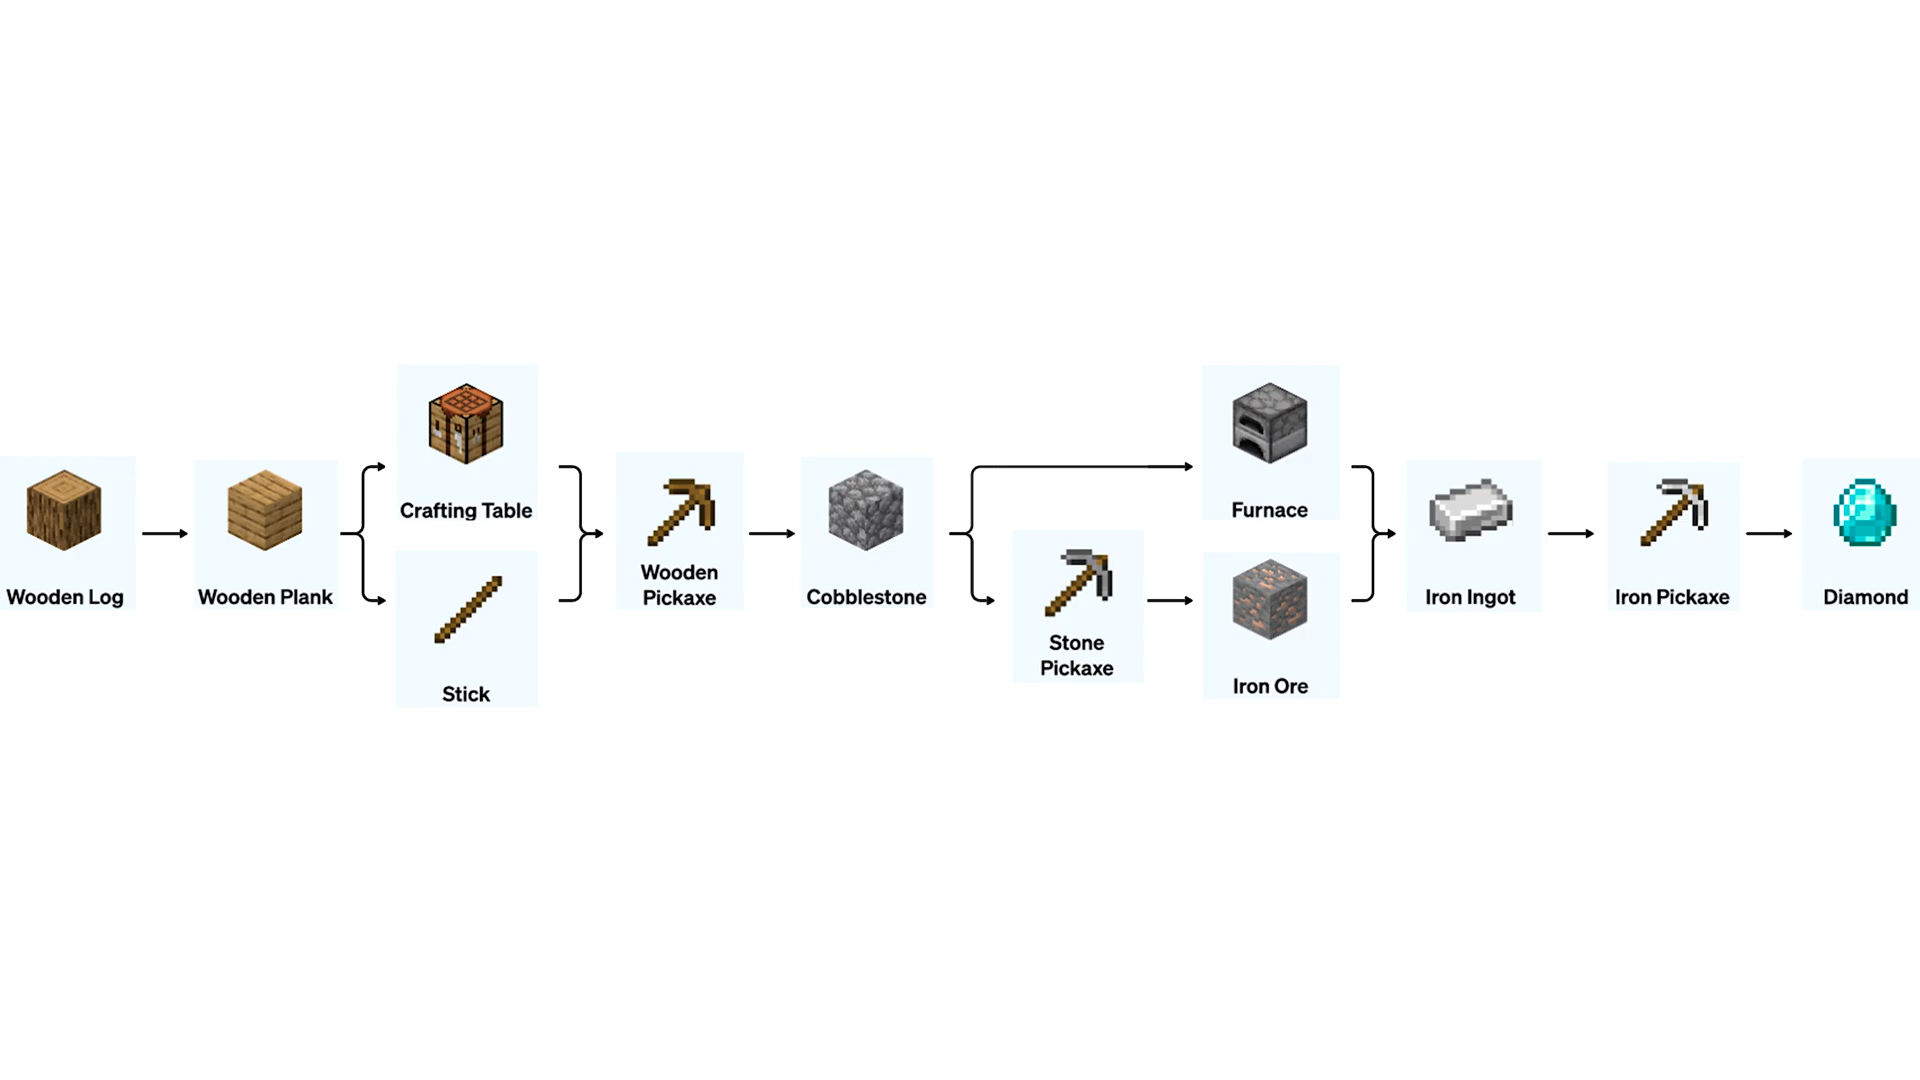 Wooden Log
Wooden Plank
Crafting Table
Stick
Wooden
Pickaxe
Cobblestone
Stone
Pickaxe
Furnace
Iron Ore
Iron Ingot
Iron Pickaxe
Diamond